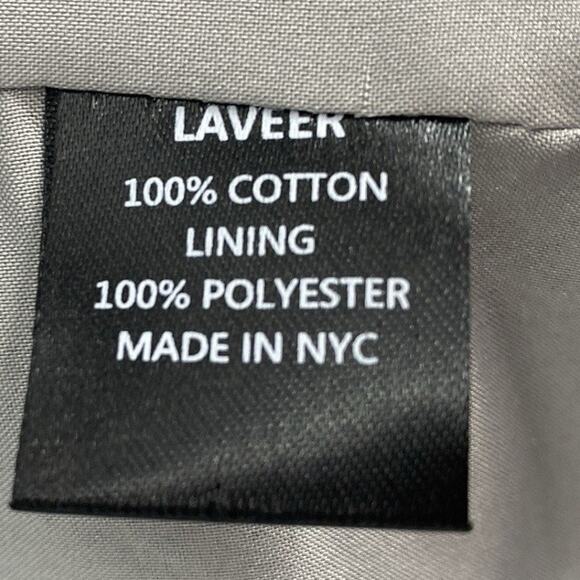 LAVEER
100% COTTON
LINING
100% POLYESTER
MADE IN NYC